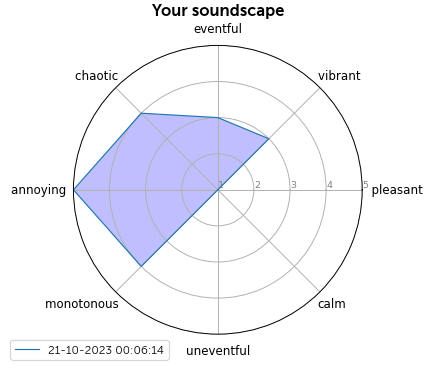 Your soundscape
eventful
chaotic
vibrant
annoying
1
2
3
4
5
pleasant
monotonous
calm
uneventful
21-10-2023 00:06:14